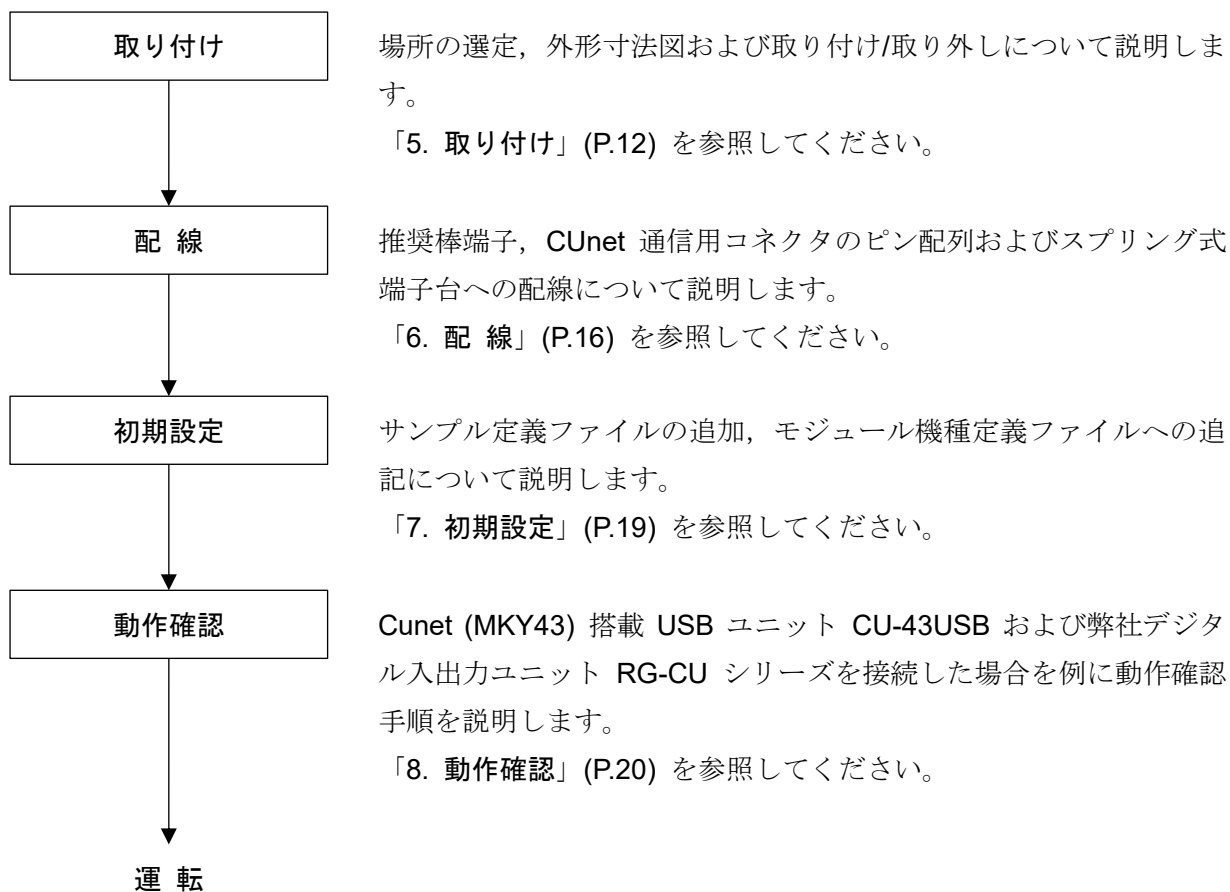 取り付け
場所の選定，外形寸法図および取り付け/取り外しについて説明しま
す。
「5. 取り付け」(P.12) を参照してください。
配 線
推奨棒端子，CUnet 通信用コネクタのピン配列およびスプリング式
端子台への配線について説明します。
「6. 配 線」(P.16) を参照してください。
初期設定
サンプル定義ファイルの追加，モジュール機種定義ファイルへの追
記について説明します。
「7. 初期設定」(P.19) を参照してください。
動作確認
Cunet (MKY43) 搭載 USB ユニット CU-43USB および弊社デジタ
ル入出力ユニット RG-CU シリーズを接続した場合を例に動作確認
手順を説明します。
「8. 動作確認」(P.20) を参照してください。
運 転